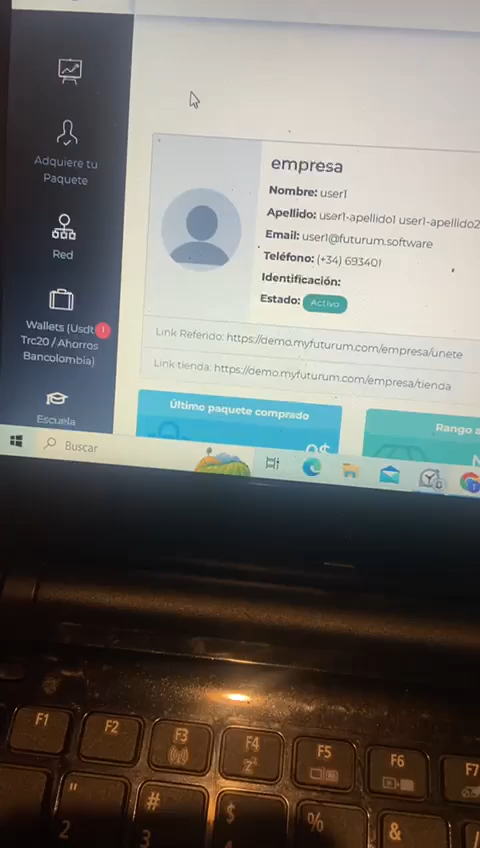 Adquiere tu
Paquete
Red
Wallets (Usdt 1
Trc20 / Ahorros
Bancolombia)
Escuela
empresa
Nombre: user1
Apellido: user1-apellido1 user1-apellido2
Email: user1@futurum.software
Teléfono: (+34) 693401
Identificación:
Estado: Activo
Link Referido: https://demo.myfuturum.com/empresa/unete
Link tienda: https://demo.myfuturum.com/empresa/tienda
Último paquete comprado
0$
Rango
Buscar
F1 F2 F3 F4 F5 F6 F7
" # $ % &
2 3